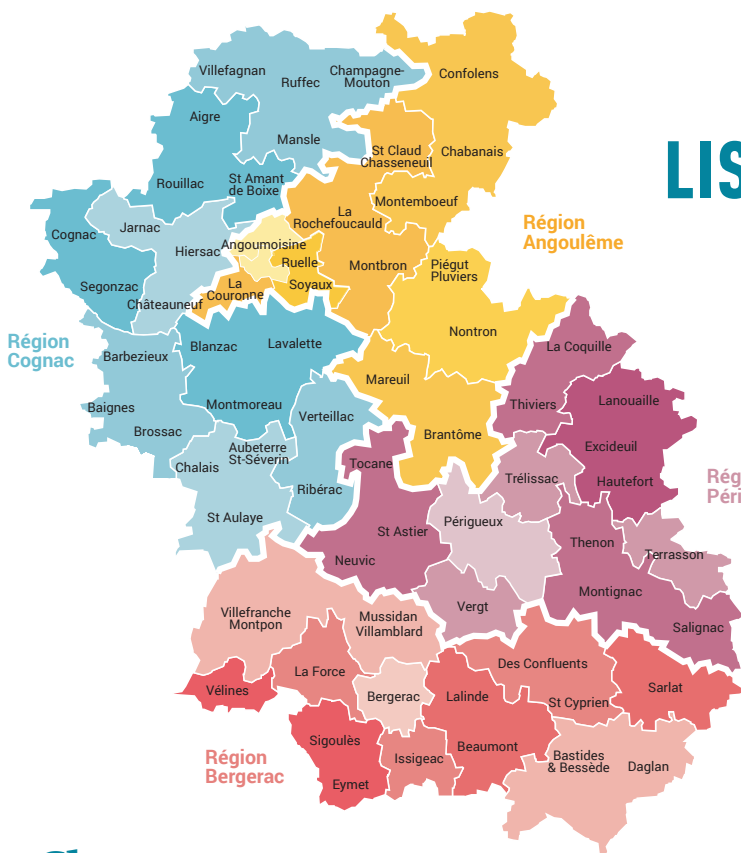 LIS
Villefagnan
Ruffec
Champagne-
Mouton
Confolens
Aigre
Mansle
St Claud
Chasseneuil
Chabanais
Rouillac
St Amant
de Boixe
Montemboeuf
La
Rochefoucauld
Région
Angoulême
Cognac
Jarnac
Hiersac
Angoumoisine
Ruelle
Soyaux
Montbron
Piégut
Pluviers
Segonzac
Châteauneuf
La
Couronne
Nontron
Région
Cognac
Barbezieux
Blanzac
Lavalette
La Coquille
Mareuil
Baignes
Montmoreau
Verteillac
Thiviers
Lanouaille
Brossac
Brantôme
Excideuil
Chalais
Aubeterre
St-Séverin
Tocane
Trélissac
Hautefort
Rég
Péri
Ribérac
St Aulaye
St Astier
Périgueux
Thenon
Terrasson
Neuvic
Montignac
Vergt
Salignac
Villefranche
Montpon
Mussidan
Villamblard
La Force
Des Confluents
Vélines
Bergerac
Lalinde
St Cyprien
Sarlat
Sigoulès
Beaumont
Région
Bergerac
Issigeac
Bastides
& Bessède
Daglan
Eymet